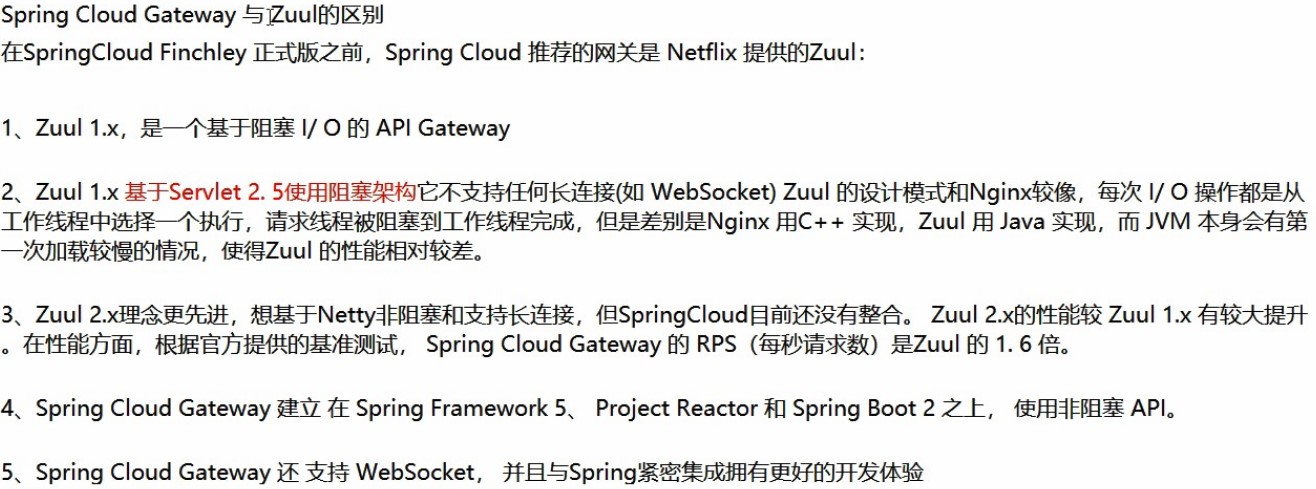 Spring Cloud Gateway 与Zuul的区别
在SpringCloud Finchley 正式版之前，Spring Cloud 推荐的网关是 Netflix 提供的Zuul：
1、Zuul 1.x，是一个基于阻塞 I/ O 的 API Gateway
2、Zuul 1.x 基于Servlet 2. 5使用阻塞架构它不支持任何长连接(如 WebSocket) Zuul 的设计模式和Nginx较像，每次 I/ O 操作都是从
工作线程中选择一个执行，请求线程被阻塞到工作线程完成，但是差别是Nginx 用C++ 实现，Zuul 用 Java 实现，而 JVM 本身会有第
一次加载较慢的情况，使得Zuul 的性能相对较差。
3、Zuul 2.x理念更先进，想基于Netty非阻塞和支持长连接，但SpringCloud目前还没有整合。 Zuul 2.x的性能较 Zuul 1.x 有较大提升
。在性能方面，根据官方提供的基准测试， Spring Cloud Gateway 的 RPS（每秒请求数）是Zuul 的 1. 6 倍。
4、Spring Cloud Gateway 建立 在 Spring Framework 5、 Project Reactor 和 Spring Boot 2 之上， 使用非阻塞 API。
5、Spring Cloud Gateway 还 支持 WebSocket， 并且与Spring紧密集成拥有更好的开发体验